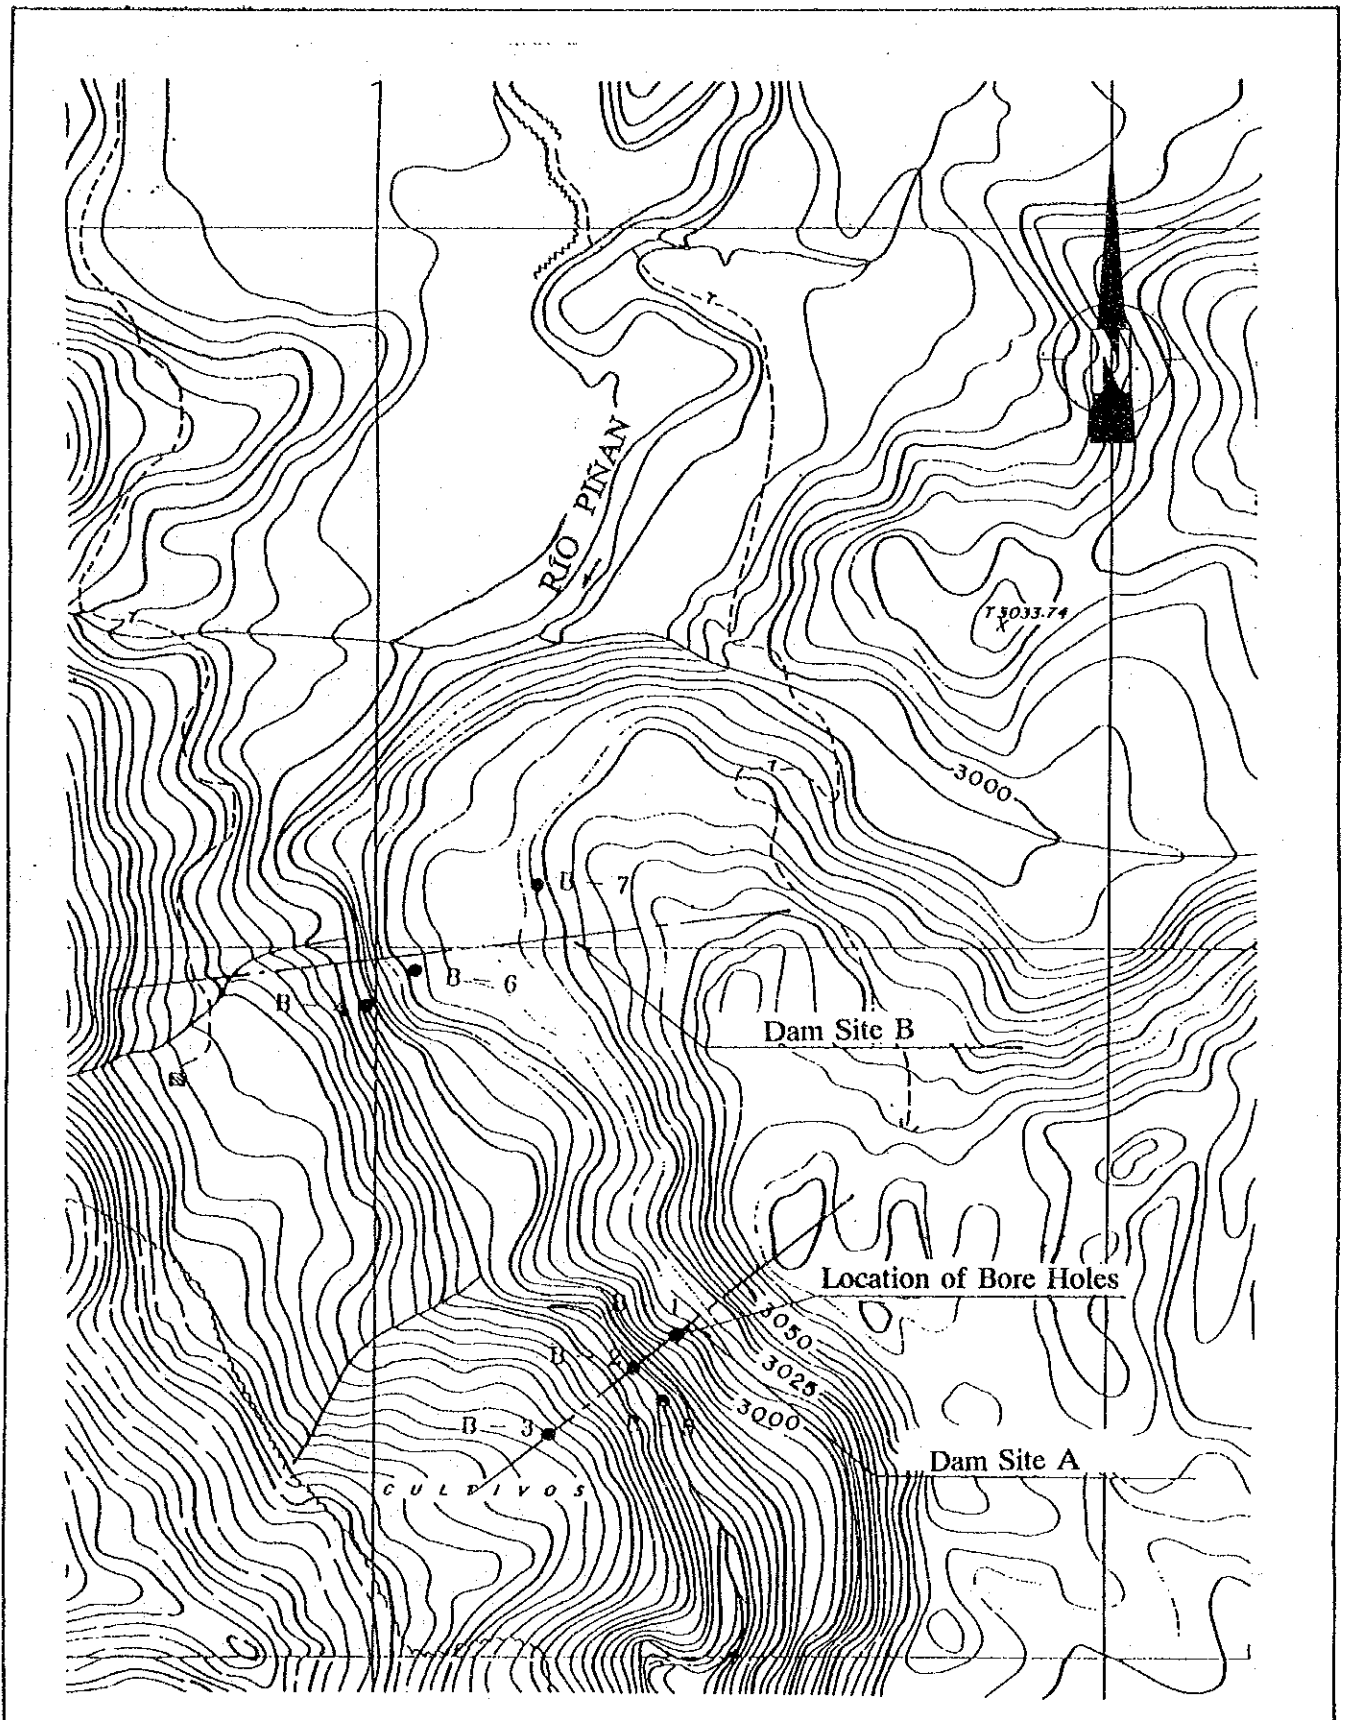 RÍO PIÑAN
3033.74
3000
B - 7
B - 6
B - 4
Dam Site B
Location of Bore Holes
B - 1
3050
B - 2
3025
3000
B - 3
Dam Site A
CULTIVOS